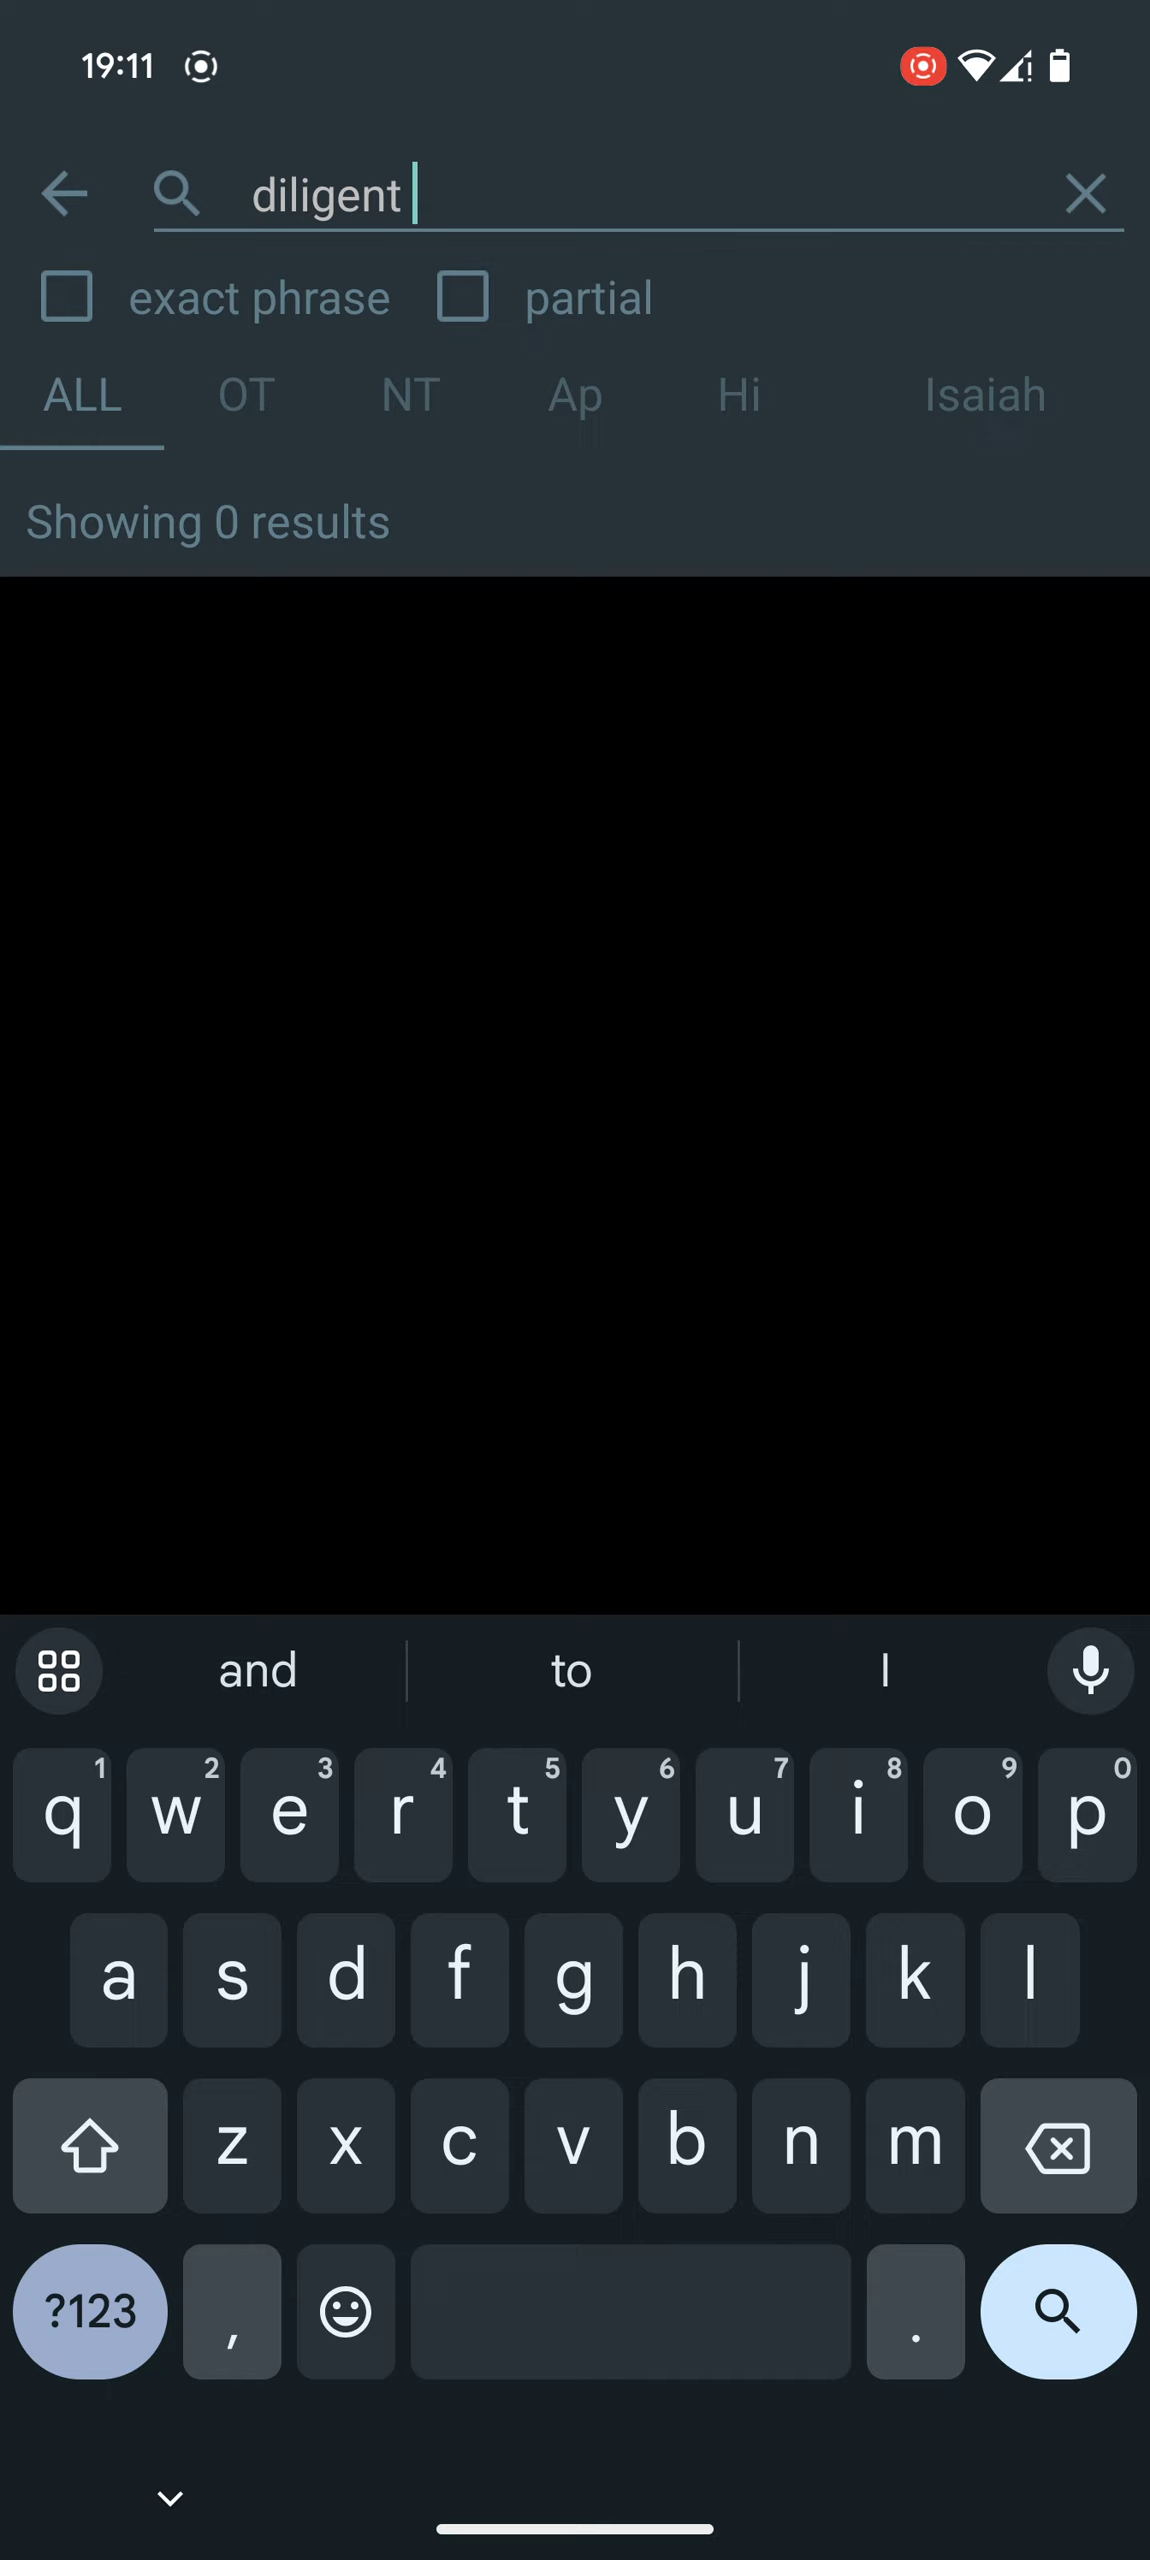 19:11
diligent
exact phrase partial
ALL OT NT Ap Hi Isaiah
Showing 0 results
and to I
1 2 3 4 5 6 7 8 9 0
q w e r t y u i o p
a s d f g h j k l
z x c v b n m
?123 , .